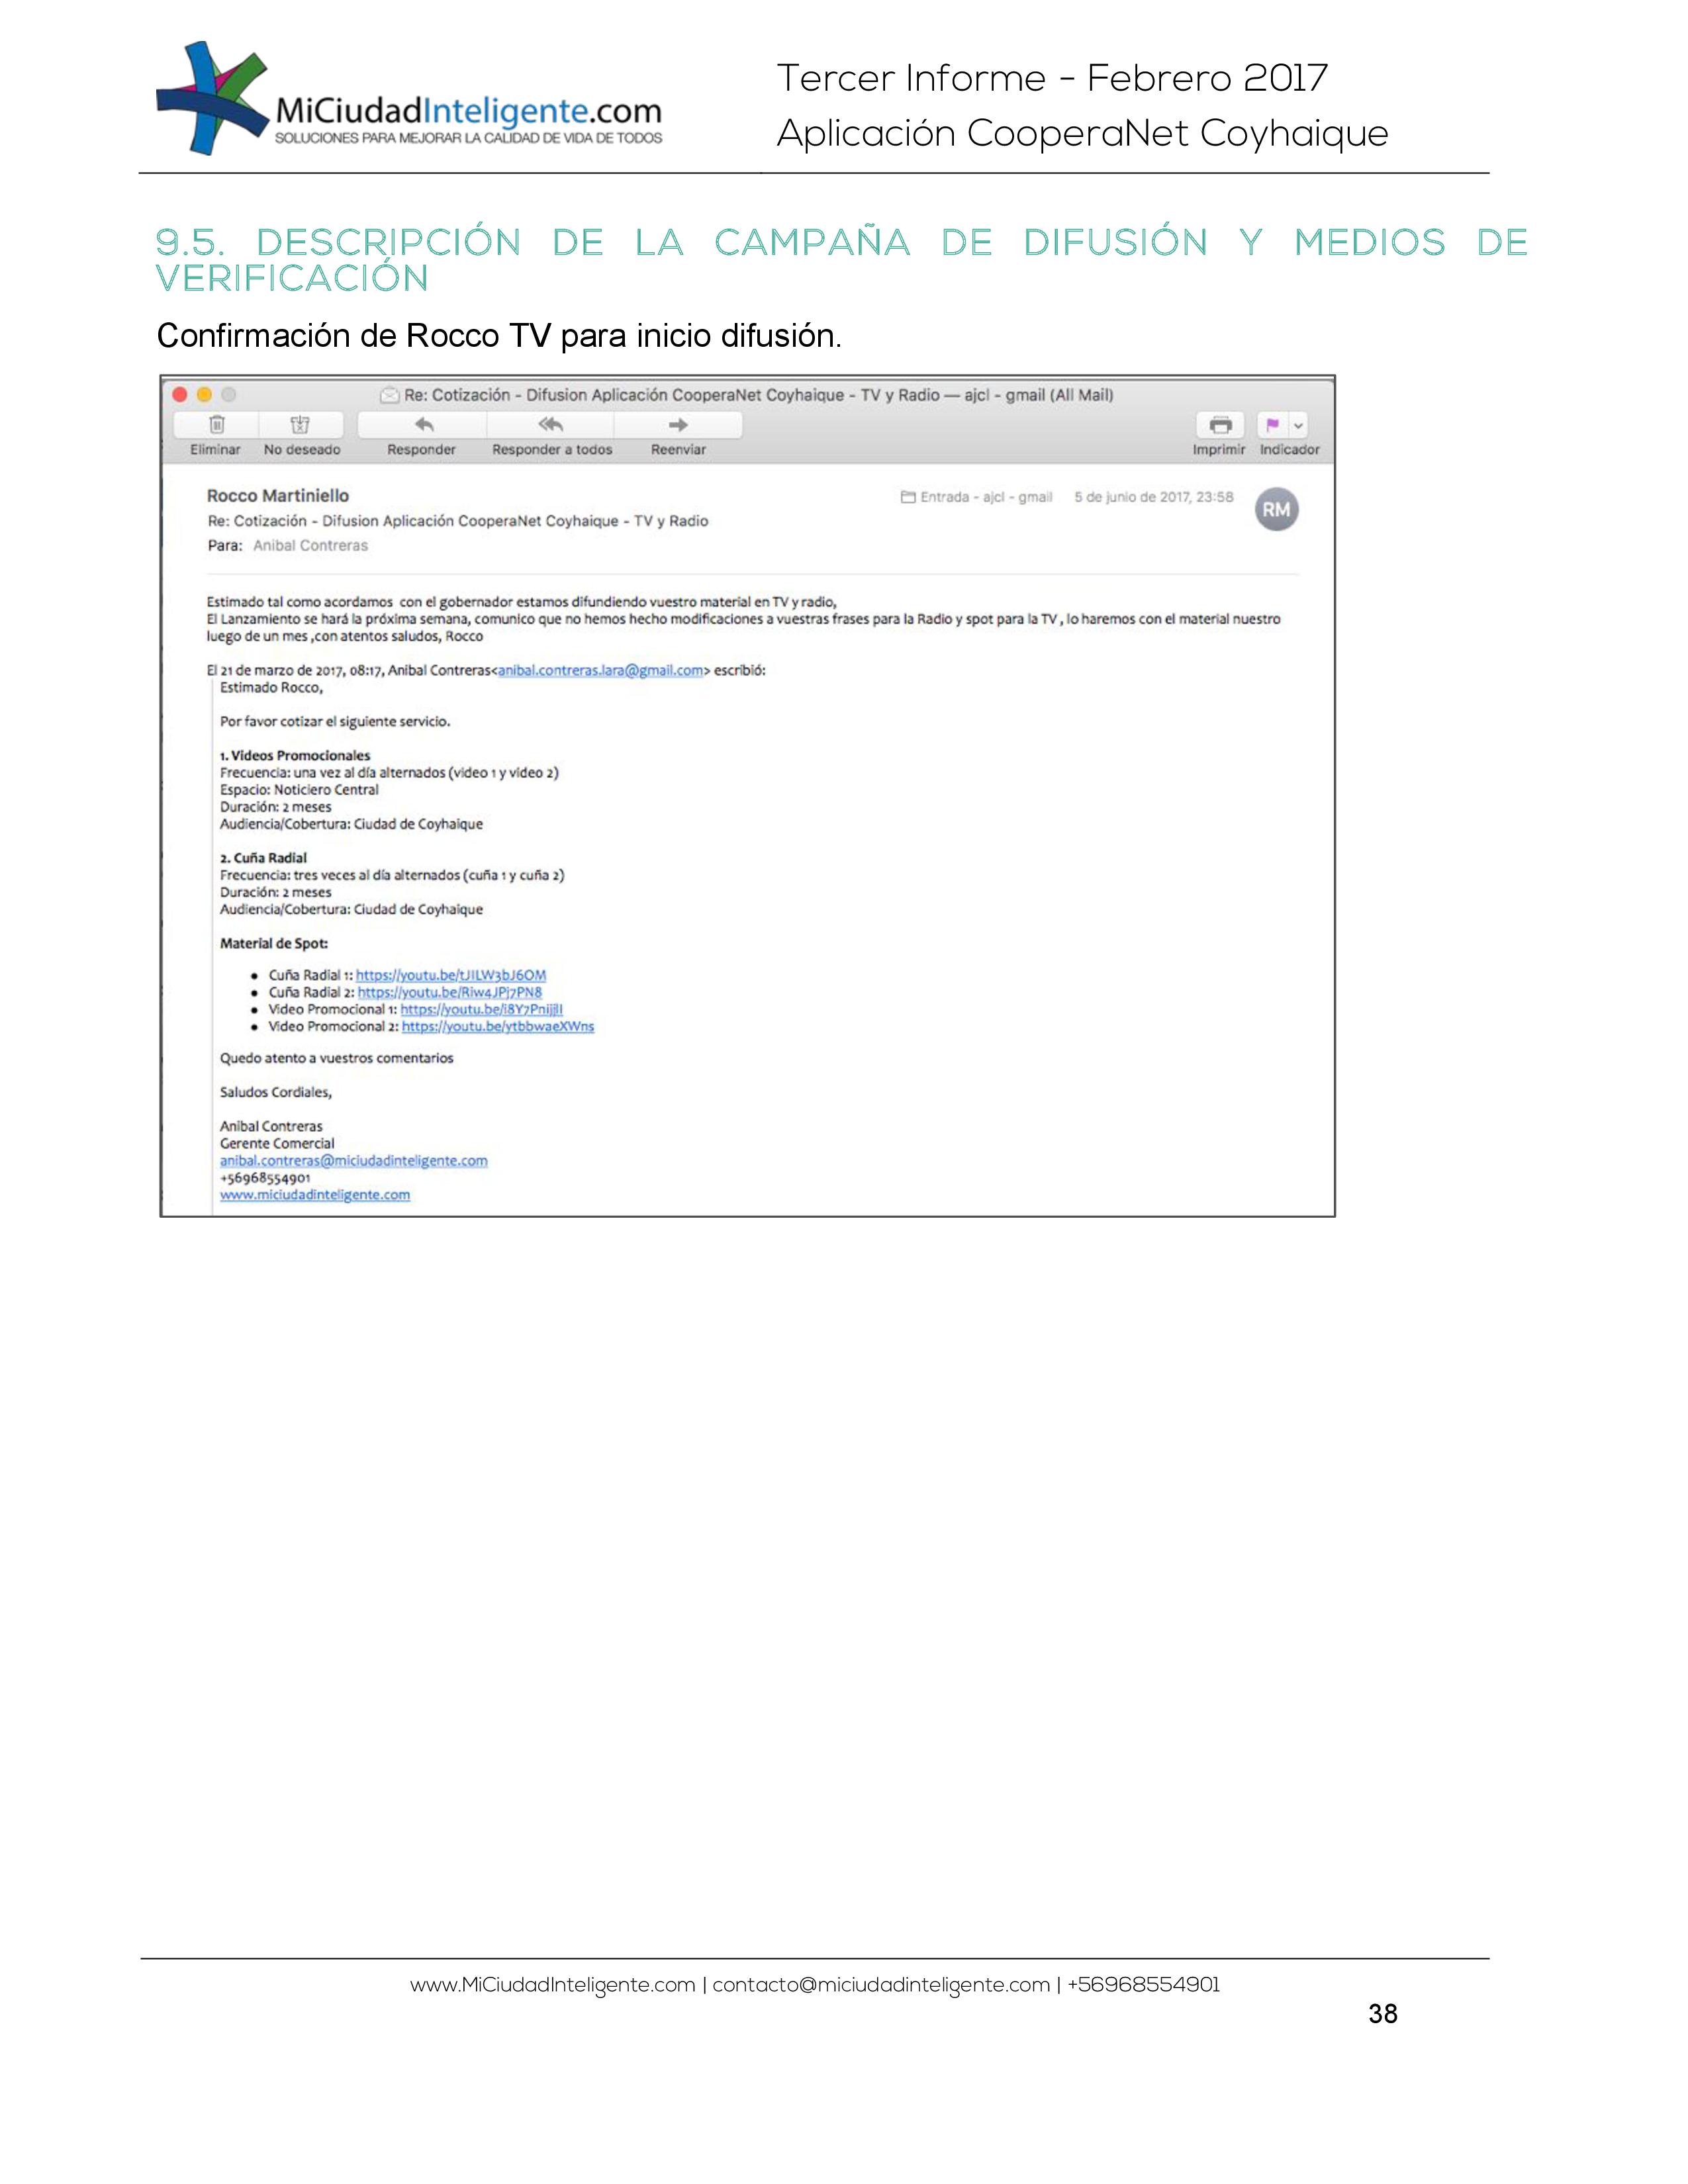 MiCiudadInteligente.com
SOLUCIONES PARA MEJORAR LA CALIDAD DE VIDA DE TODOS
Tercer Informe - Febrero 2017
Aplicación CooperaNet Coyhaique
9.5. DESCRIPCIÓN DE LA CAMPAÑA DE DIFUSIÓN Y MEDIOS DE
VERIFICACIÓN
Confirmación de Rocco TV para inicio difusión.
Re: Cotización - Difusion Aplicación CooperaNet Coyhaique - TV y Radio — ajcl - gmail (All Mail)
Eliminar No deseado Responder Responder a todos Reenviar Imprimir Indicador
Rocco Martiniello Entrada - ajcl - gmail 5 de junio de 2017, 23:58 RM
Re: Cotización - Difusion Aplicación CooperaNet Coyhaique - TV y Radio
Para: Anibal Contreras
Estimado tal como acordamos con el gobernador estamos difundiendo vuestro material en TV y radio,
El Lanzamiento se hará la próxima semana, comunico que no hemos hecho modificaciones a vuestras frases para la Radio y spot para la TV , lo haremos con el material nuestro
luego de un mes ,con atentos saludos, Rocco
El 21 de marzo de 2017, 08:17, Anibal Contreras<anibal.contreras.lara@gmail.com> escribió:
Estimado Rocco,
Por favor cotizar el siguiente servicio.
1. Videos Promocionales
Frecuencia: una vez al día alternados (video 1 y video 2)
Espacio: Noticiero Central
Duración: 2 meses
Audiencia/Cobertura: Ciudad de Coyhaique
2. Cuña Radial
Frecuencia: tres veces al día alternados (cuña 1 y cuña 2)
Duración: 2 meses
Audiencia/Cobertura: Ciudad de Coyhaique
Material de Spot:
• Cuña Radial 1: https://youtu.be/tJILW3bJ6OM
• Cuña Radial 2: https://youtu.be/Riw4JPj7PN8
• Video Promocional 1: https://youtu.be/i8Y7PnijjlI
• Video Promocional 2: https://youtu.be/ytbbwaeXWns
Quedo atento a vuestros comentarios
Saludos Cordiales,
Anibal Contreras
Gerente Comercial
anibal.contreras@miciudadinteligente.com
+56968554901
www.miciudadinteligente.com
www.MiCiudadInteligente.com | contacto@miciudadinteligente.com | +56968554901
38